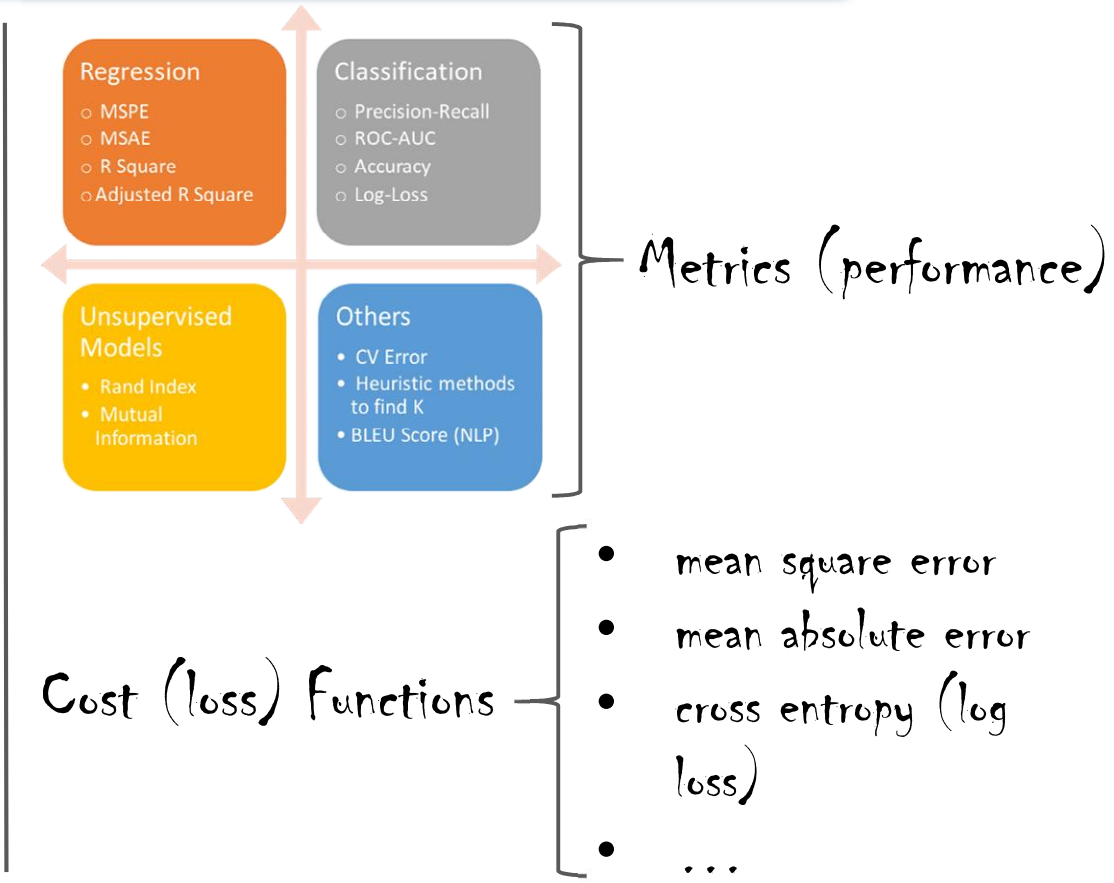 Regression
○ MSPE
○ MSAE
○ R Square
○ Adjusted R Square
Classification
○ Precision-Recall
○ ROC-AUC
○ Accuracy
○ Log-Loss
Unsupervised
Models
• Rand Index
• Mutual
Information
Others
• CV Error
• Heuristic methods
to find K
• BLEU Score (NLP)
Metrics (performance)
Cost (loss) Functions
• mean square error
• mean absolute error
• cross entropy (log
loss)
• ...